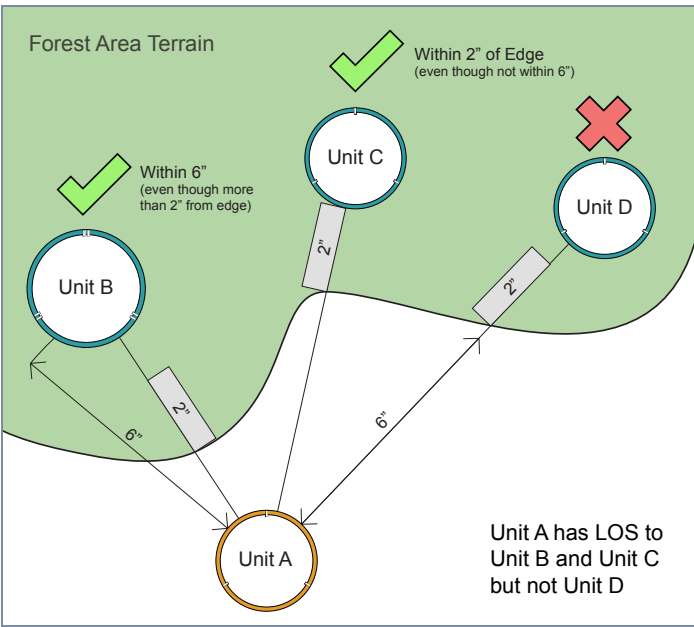 Forest Area Terrain
Within 2” of Edge
(even though not within 6”)
Within 6”
(even though more
than 2” from edge)
Unit C
Unit D
Unit B
2”
2”
2”
6”
6”
Unit A
Unit A has LOS to
Unit B and Unit C
but not Unit D